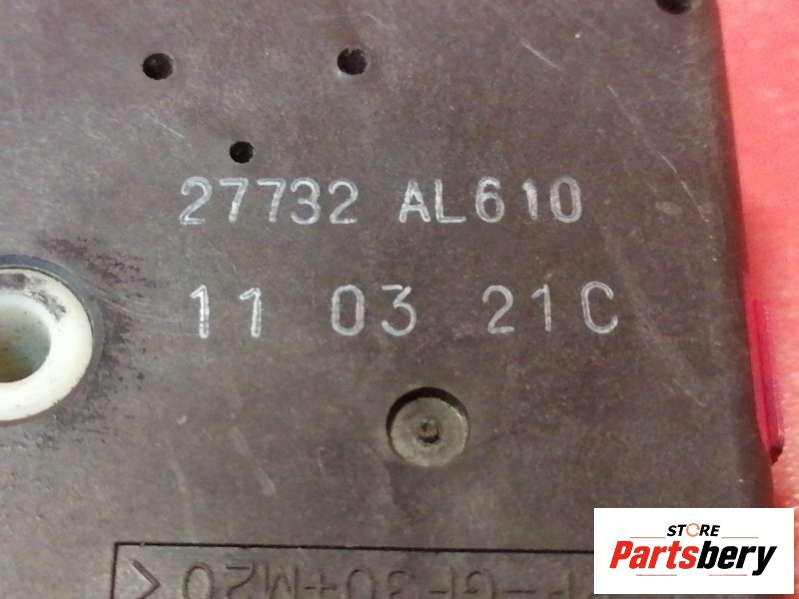 27732 AL610
11 03 21C
STORE
Partsbery